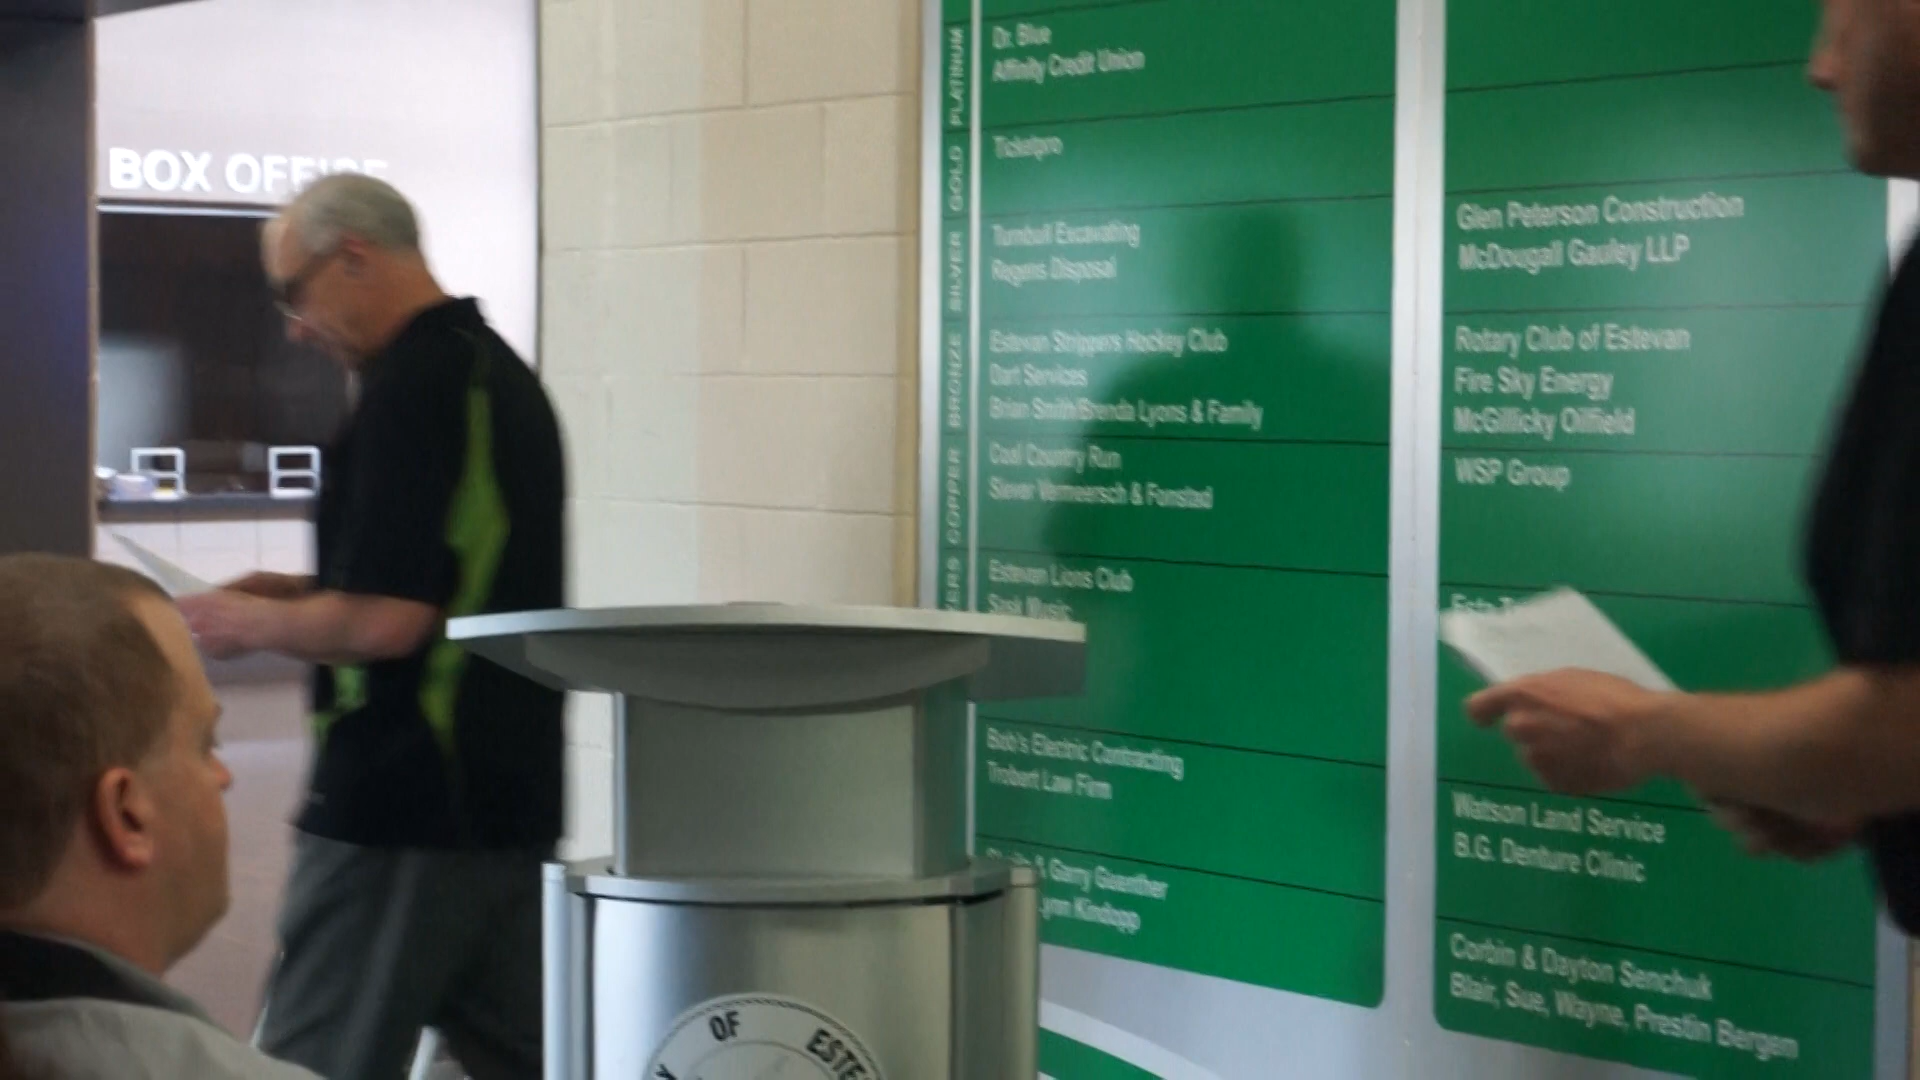 BOX OFFICE
PLATINUM
Dr. Blue
Affinity Credit Union
GOLD
Ticketpro
SILVER
Turnbull Excavating
Regens Disposal
BRONZE
Estevan Strippers Hockey Club
Dart Services
Brian Smith/Brenda Lyons & Family
COPPER
Coal Country Run
Siever Vermeersch & Fonstad
Estevan Lions Club
Sask Music
Bob's Electric Contracting
Trobert Law Firm
& Garry Guenther
Lynn Kindopp
Glen Peterson Construction
McDougall Gauley LLP
Rotary Club of Estevan
Fire Sky Energy
McGillicky Oilfield
WSP Group
Watson Land Service
B.G. Denture Clinic
Corbin & Dayton Senchuk
Blair, Sue, Wayne, Prestin Bergen
OF ESTE